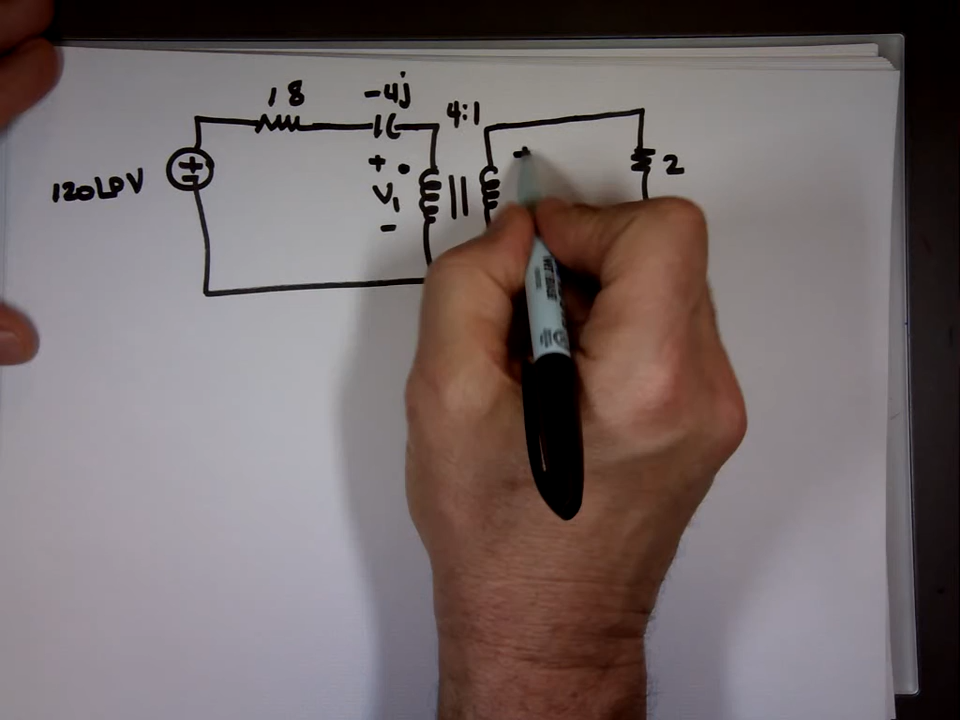 18
-4j
4:1
+
120∠0 V
+
V₁
-
+
2